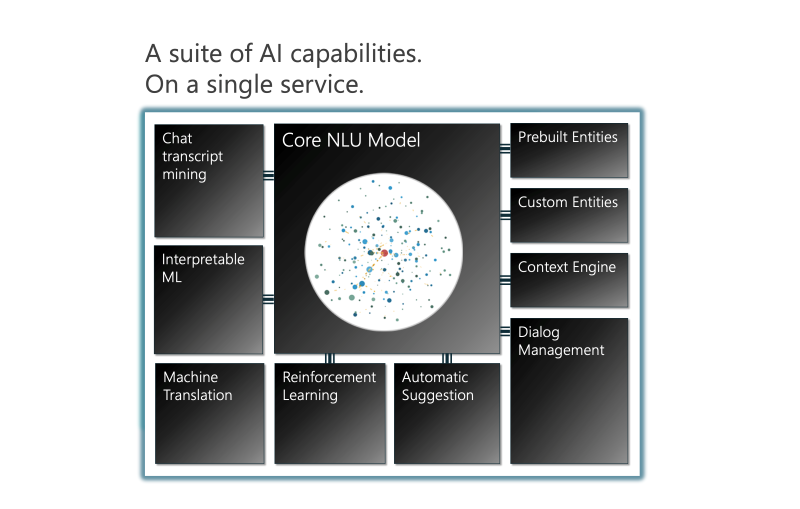 A suite of AI capabilities.
On a single service.
Chat
transcript
mining
Core NLU Model
Prebuilt Entities
Custom Entities
Interpretable
ML
Context Engine
Dialog
Management
Machine
Translation
Reinforcement
Learning
Automatic
Suggestion